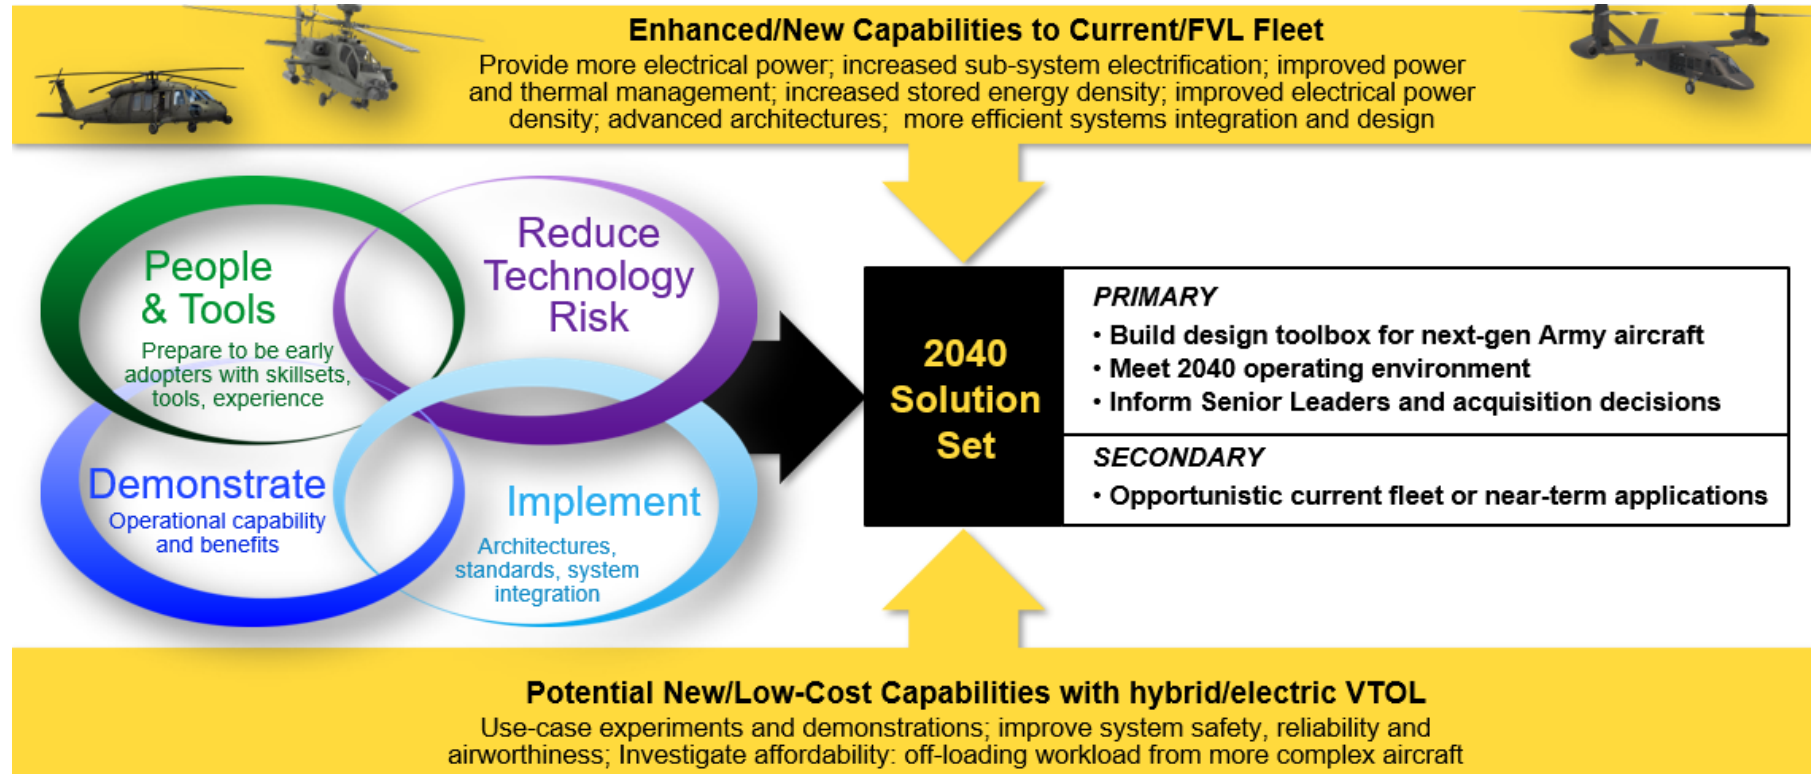 Enhanced/New Capabilities to Current/FVL Fleet
Provide more electrical power; increased sub-system electrification; improved power
and thermal management; increased stored energy density; improved electrical power
density; advanced architectures;  more efficient systems integration and design
People
& Tools
Prepare to be early
adopters with skillsets,
tools, experience
Reduce
Technology
Risk
Demonstrate
Operational capability
and benefits
Implement
Architectures,
standards, system
integration
2040
Solution
Set
PRIMARY
• Build design toolbox for next-gen Army aircraft
• Meet 2040 operating environment
• Inform Senior Leaders and acquisition decisions
SECONDARY
• Opportunistic current fleet or near-term applications
Potential New/Low-Cost Capabilities with hybrid/electric VTOL
Use-case experiments and demonstrations; improve system safety, reliability and
airworthiness; Investigate affordability: off-loading workload from more complex aircraft